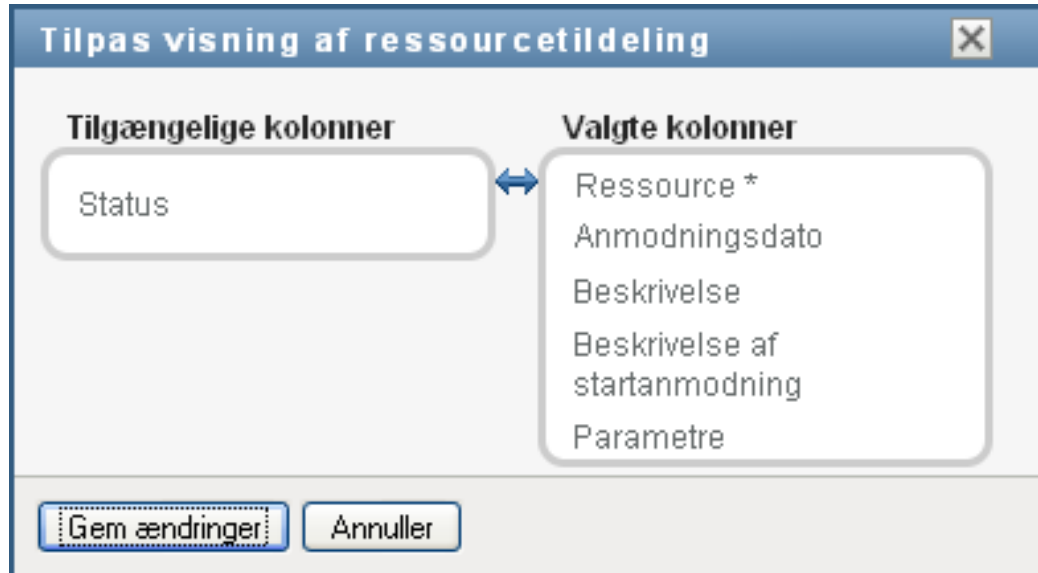 Tilpas visning af ressourcetildeling
Tilgængelige kolonner
Status
Valgte kolonner
Ressource *
Anmodningsdato
Beskrivelse
Beskrivelse af
startanmodning
Parametre
Gem ændringer
Annuller